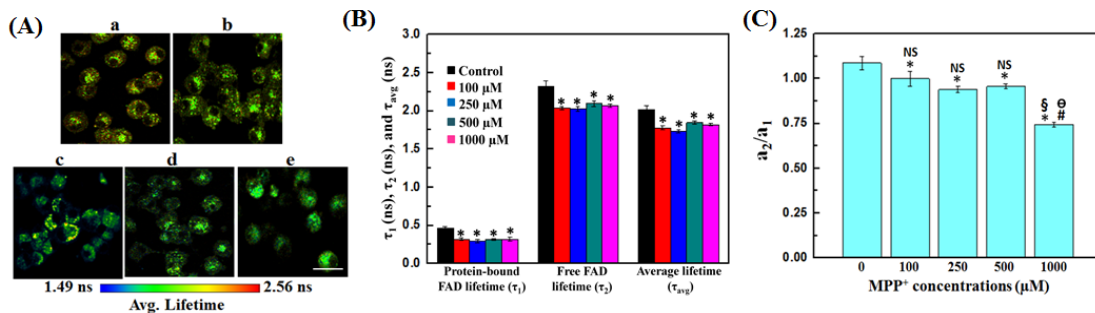 (A)
a
b
c
d
e
1.49 ns
2.56 ns
Avg. Lifetime
(B)
τ₁ (ns), τ₂ (ns), and τavg (ns)
3.0
2.5
2.0
1.5
1.0
0.5
0.0
Control
100 μM
250 μM
500 μM
1000 μM
* * * *
* * * *
* * * *
Protein-bound
FAD lifetime (τ₁)
Free FAD
lifetime (τ₂)
Average lifetime
(τavg)
(C)
a₂/a₁
1.25
1.00
0.75
0.50
0.25
0.00
NS
*
NS
*
NS
*
§ ɵ
* #
0
100
250
500
1000
MPP⁺ concentrations (μM)